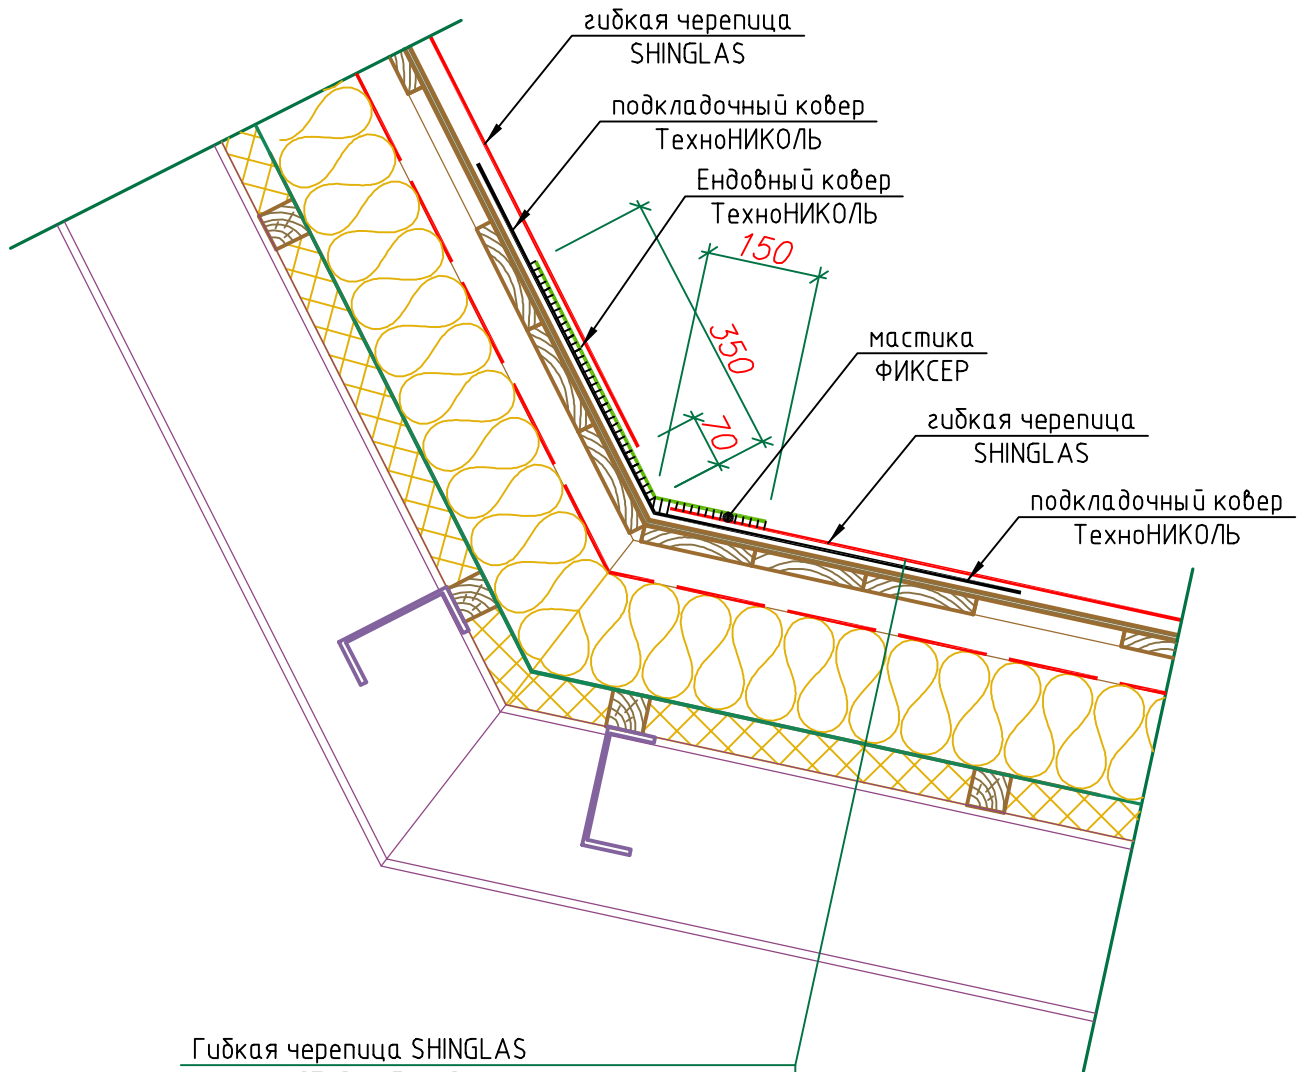 гибкая черепица
SHINGLAS
подкладочный ковер
ТехноНИКОЛЬ
Ендовный ковер
ТехноНИКОЛЬ
150
350
70
мастика
ФИКСЕР
гибкая черепица
SHINGLAS
подкладочный ковер
ТехноНИКОЛЬ
Гибкая черепица SHINGLAS